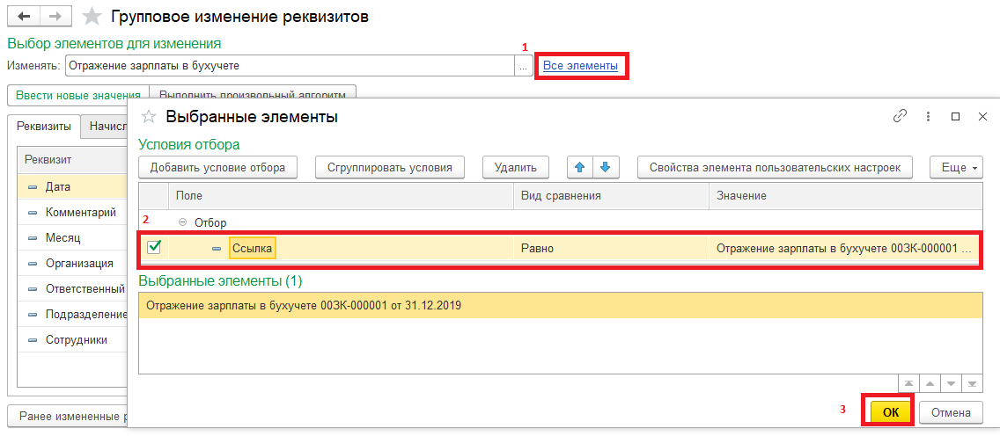 Групповое изменение реквизитов
Выбор элементов для изменения
1
Изменять: Отражение зарплаты в бухучете ... Все элементы
Ввести новые значения Выполнить произвольный алгоритм
Реквизиты Начисл
Реквизит
Дата
Комментарий
Месяц
Организация
Ответственный
Подразделение
Сотрудники
Ранее измененные р
Выбранные элементы
Условия отбора
Добавить условие отбора Сгруппировать условия Удалить Свойства элемента пользовательских настроек Еще
Поле Вид сравнения Значение
2
Отбор
Ссылка Равно Отражение зарплаты в бухучете 00ЗК-000001 ...
Выбранные элементы (1)
Отражение зарплаты в бухучете 00ЗК-000001 от 31.12.2019
3
ОК Отмена